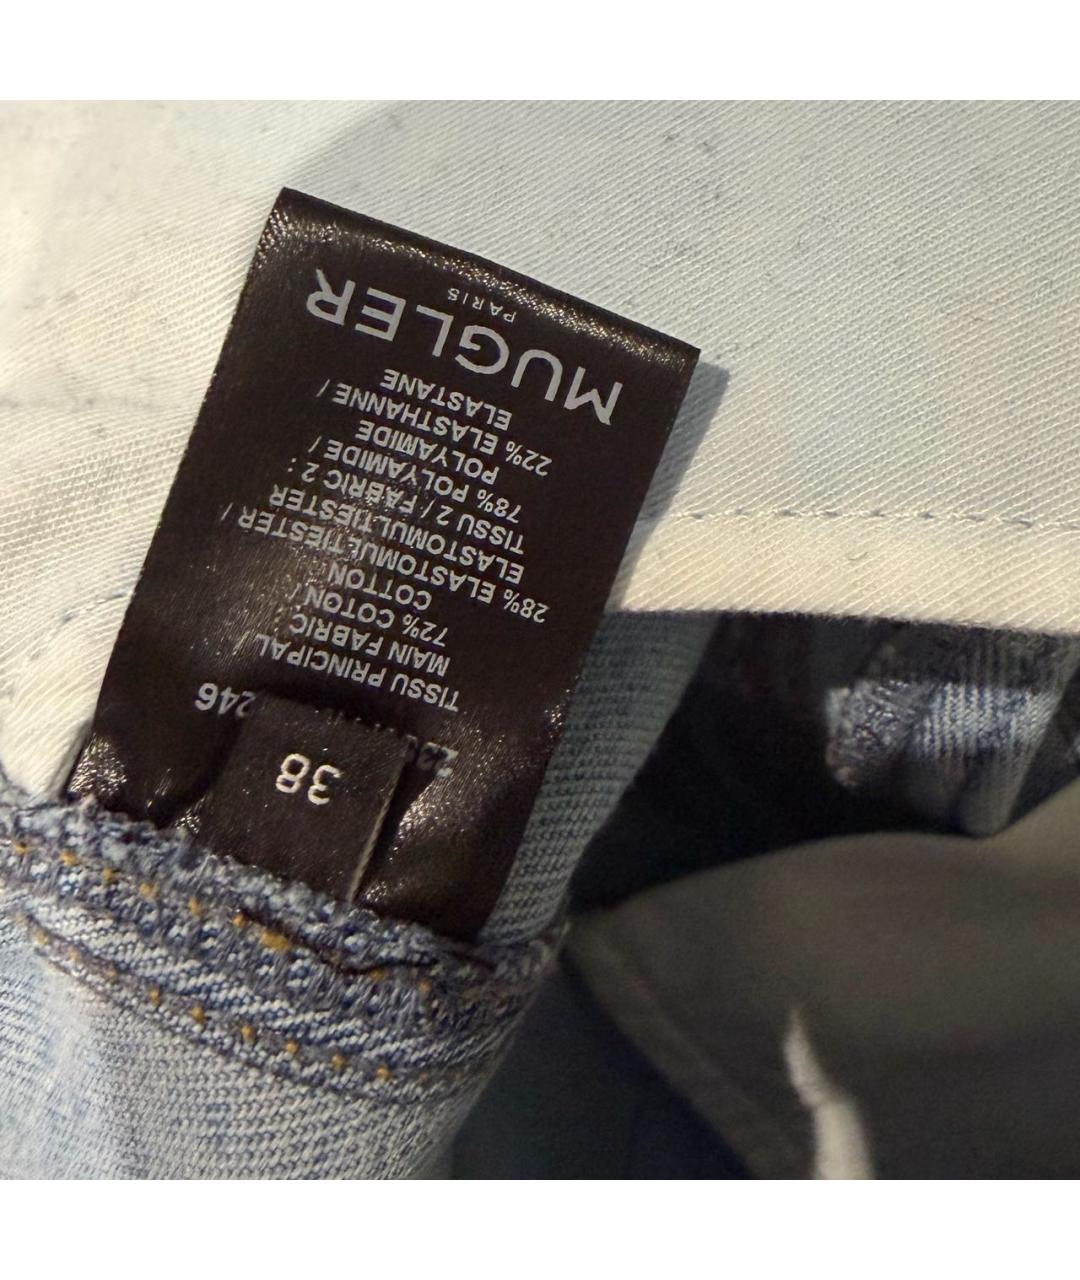 38
246
TISSU PRINCIPAL/
MAIN FABRIC :
72% COTON /
COTTON
28% ELASTOMULTIESTER /
ELASTOMULTIESTER
TISSU 2 / FABRIC 2 :
78% POLYAMIDE /
POLYAMIDE
22% ELASTHANNE /
ELASTANE
MUGLER
PARIS